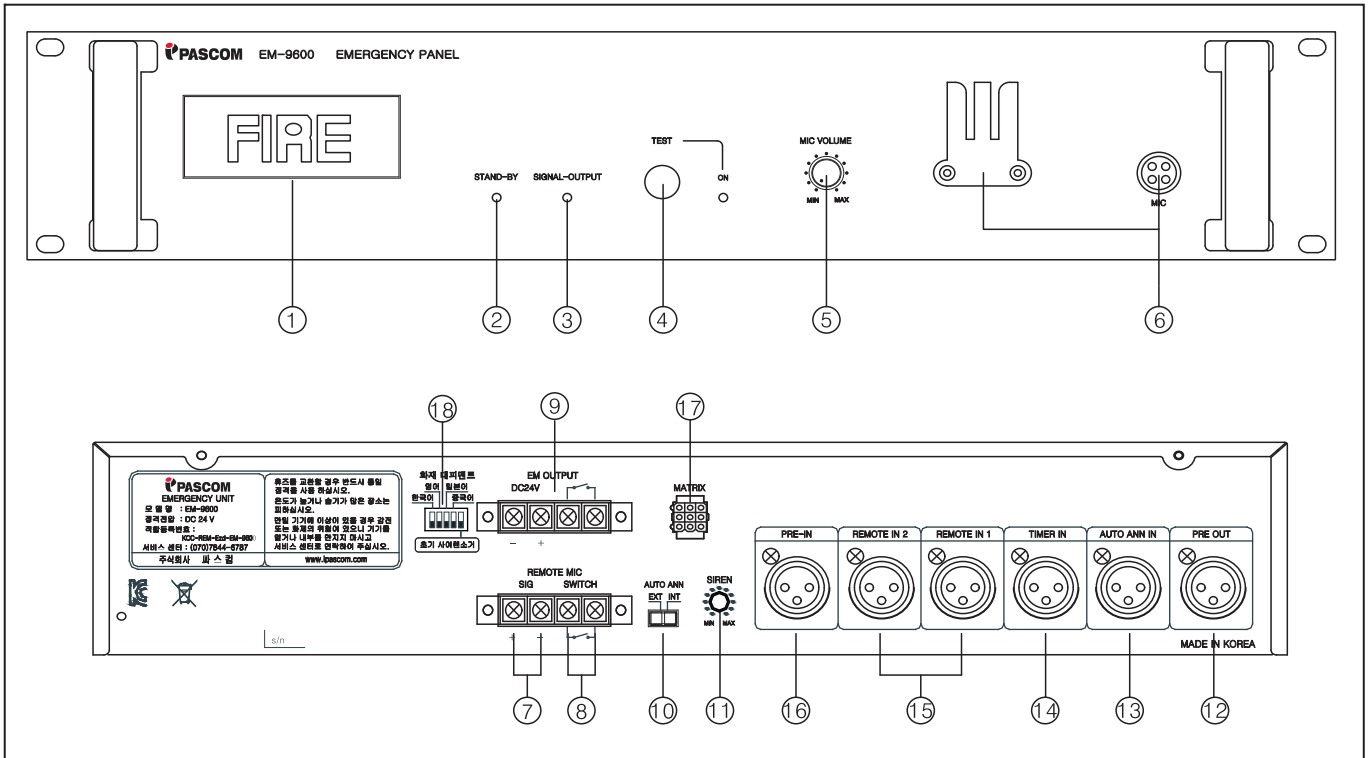 iPASCOM EM-9600 EMERGENCY PANEL
FIRE
STAND-BY
SIGNAL-OUTPUT
TEST
ON
MIC VOLUME
MIN MAX
MIC
1
2
3
4
5
6
18
9
17
iPASCOM
EMERGENCY UNIT
모 델 명 : EM-9600
정격전압 : DC 24 V
적합등록번호 :
서비스 센터 : (070)7844-5767
주식회사 파 스 컴
휴즈를 교환할 경우 반드시 동일
정격을 사용 하십시오.
온도가 높거나 습기가 많은 장소는
피하십시오.
만일 기기에 이상이 있을 경우 감전
또는 화재의 위험이 있으니 기기를
열거나 내부를 만지지 마시고
서비스 센터로 연락하여 주십시오.
www.ipascom.com
s/n
화재 대피멘트
영어 일본어
한국어 중국어
초기 사이렌소거
EM OUTPUT
DC24V
− +
MATRIX
REMOTE MIC
SIG SWITCH
+ −
AUTO ANN
EXT INT
SIREN
MIN MAX
PRE-IN
REMOTE IN 2
REMOTE IN 1
TIMER IN
AUTO ANN IN
PRE OUT
MADE IN KOREA
7
8
10
11
16
15
14
13
12